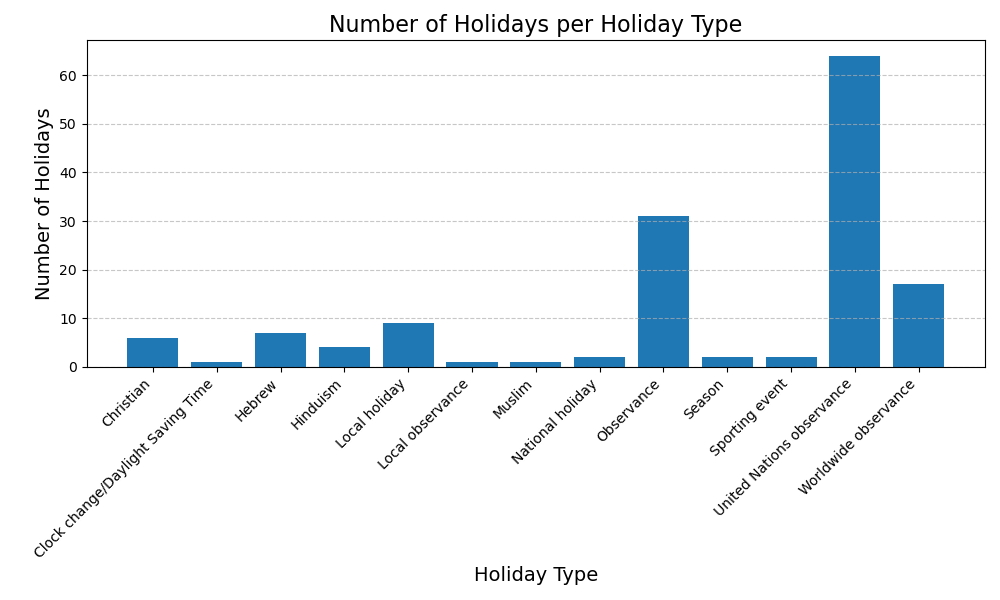 Number of Holidays per Holiday Type
Number of Holidays
60
50
40
30
20
10
0
Christian
Clock change/Daylight Saving Time
Hebrew
Hinduism
Local holiday
Local observance
Muslim
National holiday
Observance
Season
Sporting event
United Nations observance
Worldwide observance
Holiday Type